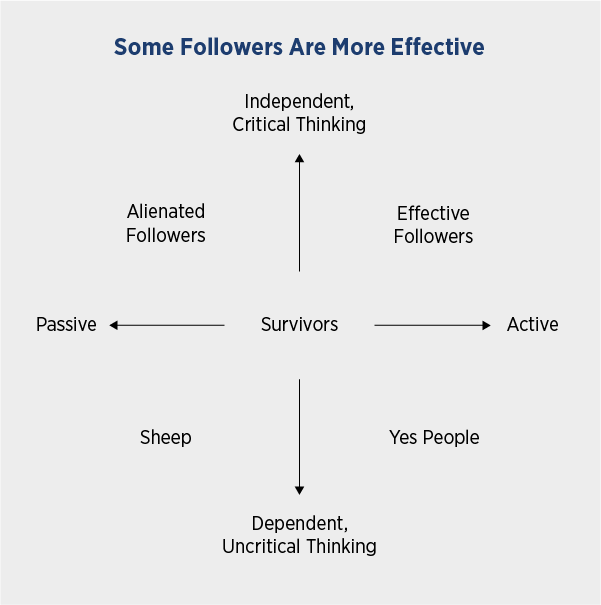 Some Followers Are More Effective
Independent,
Critical Thinking
Alienated
Followers
Effective
Followers
Passive
Survivors
Active
Sheep
Yes People
Dependent,
Uncritical Thinking